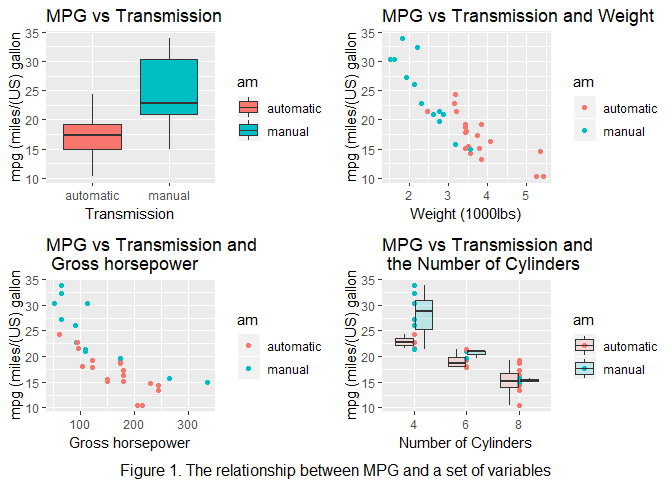 MPG vs Transmission
mpg (miles/(US) gallon
35
30
25
20
15
10
automatic
manual
Transmission
am
automatic
manual
MPG vs Transmission and Weight
mpg (miles/(US) gallon
35
30
25
20
15
10
2
3
4
5
Weight (1000lbs)
am
automatic
manual
MPG vs Transmission and
Gross horsepower
mpg (miles/(US) gallon
35
30
25
20
15
10
100
200
300
Gross horsepower
am
automatic
manual
MPG vs Transmission and
the Number of Cylinders
mpg (miles/(US) gallon
35
30
25
20
15
10
4
6
8
Number of Cylinders
am
automatic
manual
Figure 1. The relationship between MPG and a set of variables